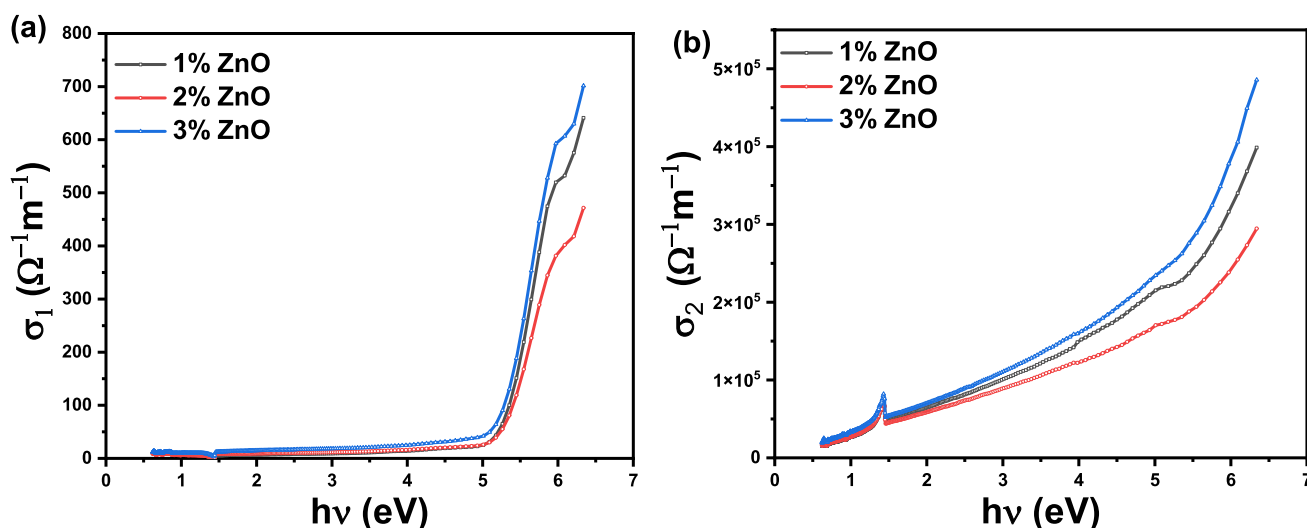 (a)
800
700
600
500
400
300
200
100
0
σ₁ (Ω⁻¹m⁻¹)
1% ZnO
2% ZnO
3% ZnO
0 1 2 3 4 5 6 7
hν (eV)
(b)
5×10⁵
4×10⁵
3×10⁵
2×10⁵
1×10⁵
0
σ₂ (Ω⁻¹m⁻¹)
1% ZnO
2% ZnO
3% ZnO
0 1 2 3 4 5 6 7
hν (eV)